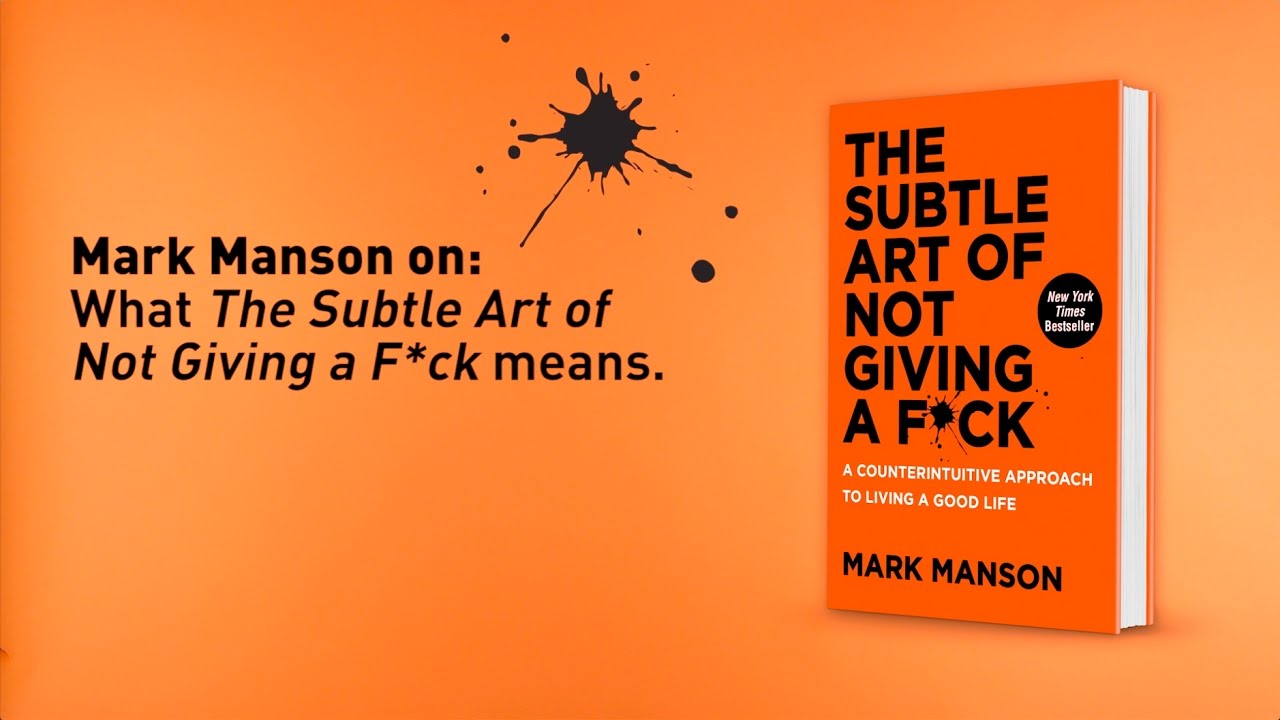 Mark Manson on:
What The Subtle Art of
Not Giving a F*ck means.
THE
SUBTLE
ART OF
NOT
GIVING
A F*CK
New York
Times
Bestseller
A COUNTERINTUITIVE APPROACH
TO LIVING A GOOD LIFE
MARK MANSON